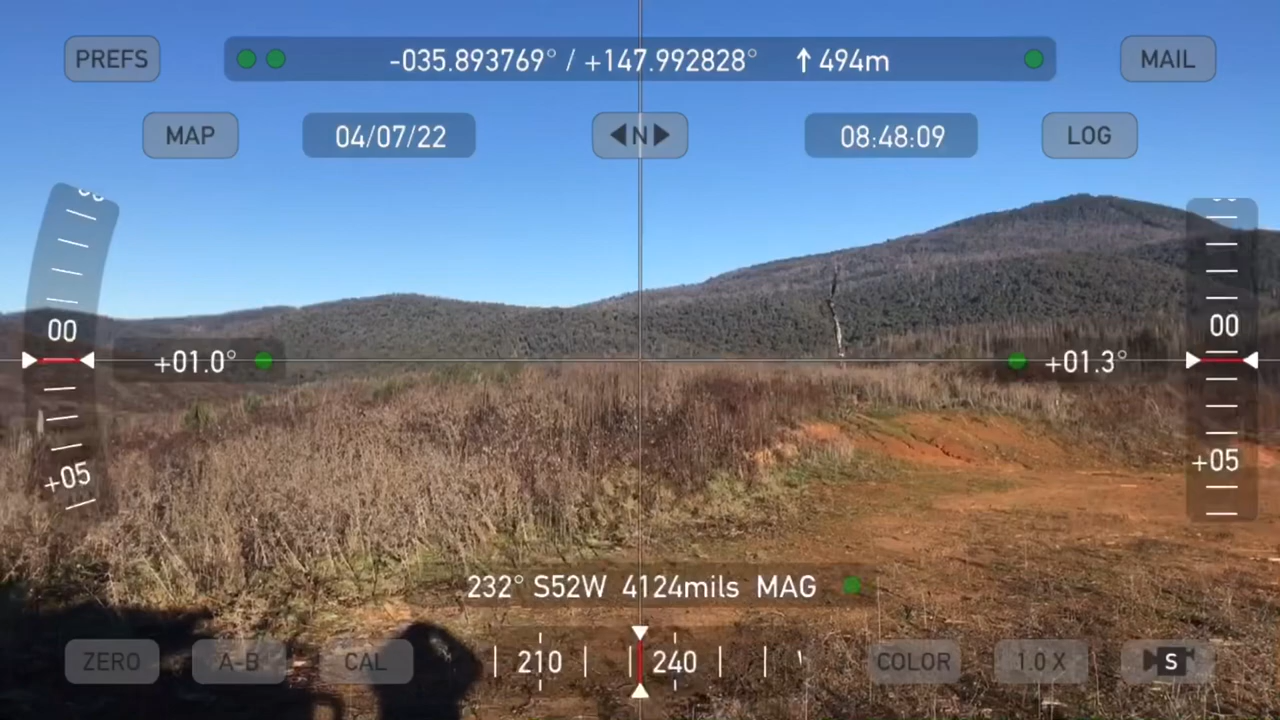 PREFS -035.893769° / +147.992828° ↑ 494m MAIL
MAP 04/07/22 N 08:48:09 LOG
00 00
+01.0° +01.3°
+05 +05
232° S52W 4124mils MAG
ZERO A-B CAL 210 240 COLOR 1.0 X S